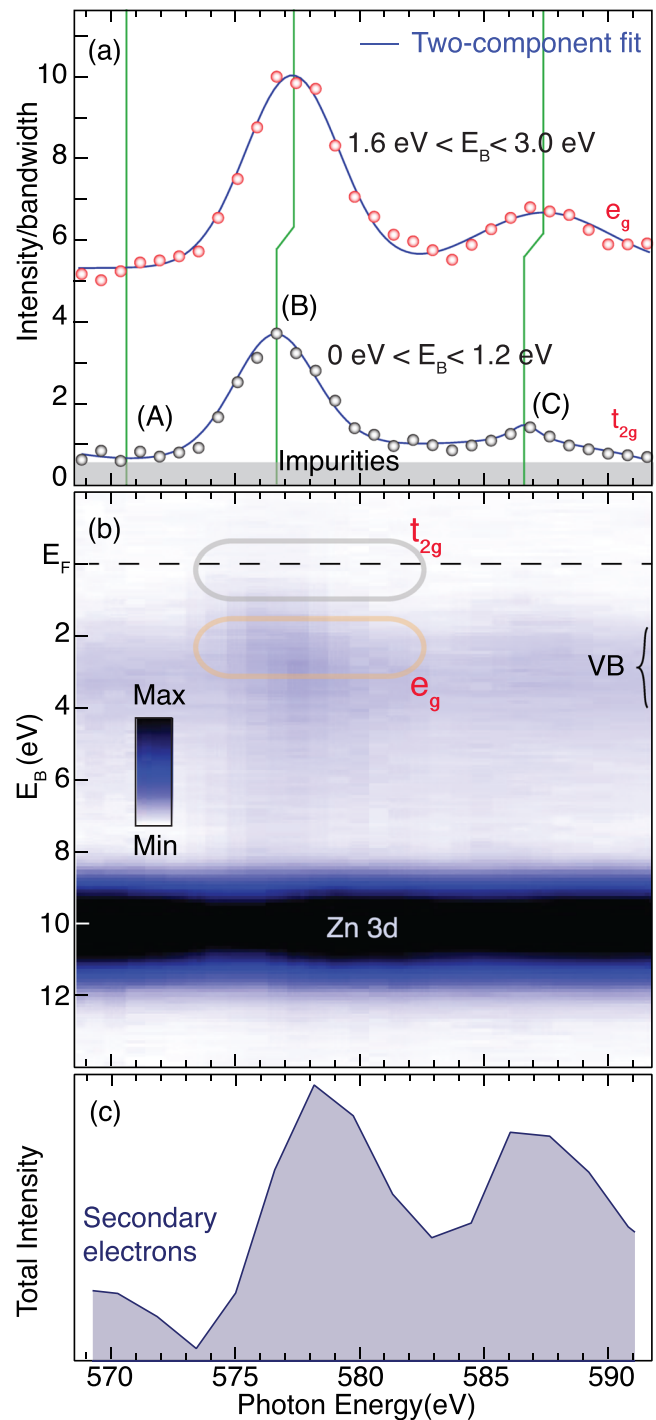 (a)
Two-component fit
10
1.6 eV < E_B < 3.0 eV
8
Intensity/bandwidth
e_g
6
(B)
4
0 eV < E_B < 1.2 eV
(A)
(C)
2
t_2g
Impurities
0
(b)
t_2g
E_F
2
VB
e_g
Max
4
E_B (eV)
6
Min
8
10
Zn 3d
12
(c)
Total Intensity
Secondary
electrons
570 575 580 585 590
Photon Energy(eV)